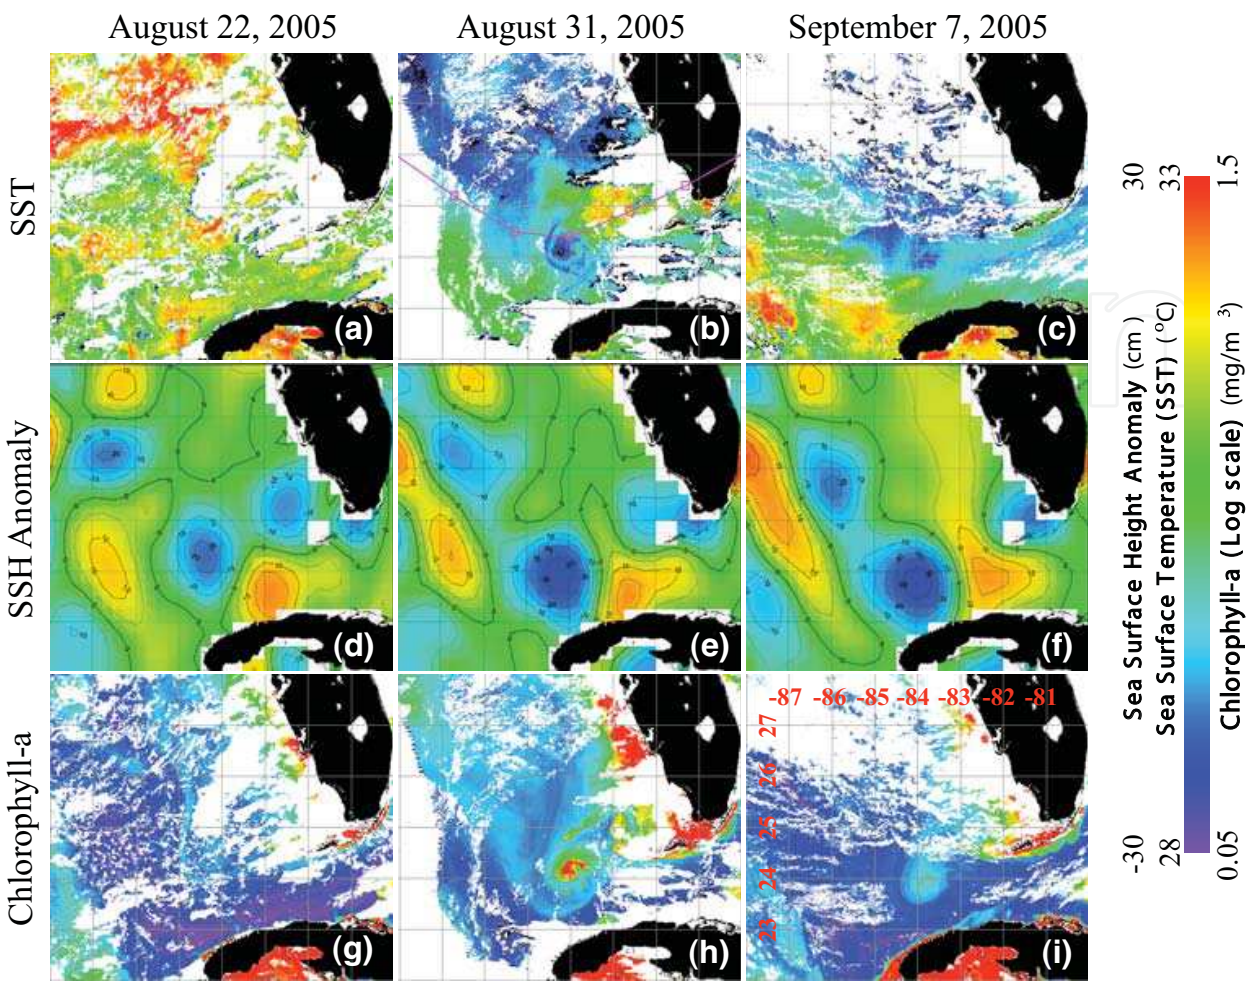 August 22, 2005
August 31, 2005
September 7, 2005
SST
(a)
(b)
(c)
SSH Anomaly
(d)
(e)
(f)
Chlorophyll-a
(g)
(h)
-87 -86 -85 -84 -83 -82 -81
27
26
25
24
23
(i)
30
33
1.5
Sea Surface Height Anomaly (cm)
Sea Surface Temperature (SST) (°C)
Chlorophyll-a (Log scale) (mg/m 3)
-30
28
0.05